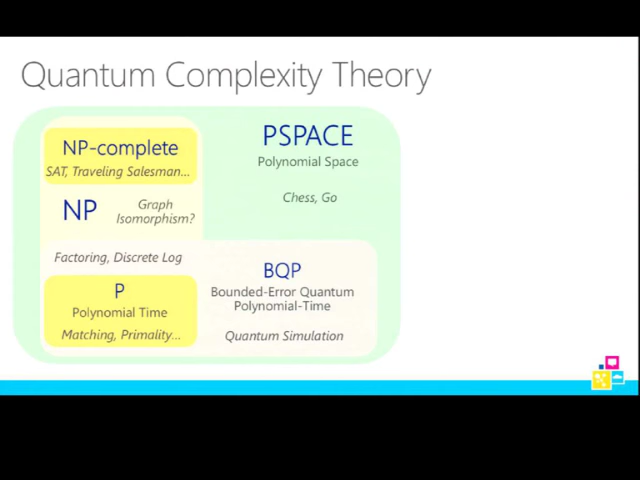 Quantum Complexity Theory
NP-complete
SAT, Traveling Salesman...
NP
Graph
Isomorphism?
Factoring, Discrete Log
P
Polynomial Time
Matching, Primality...
PSPACE
Polynomial Space
Chess, Go
BQP
Bounded-Error Quantum
Polynomial-Time
Quantum Simulation